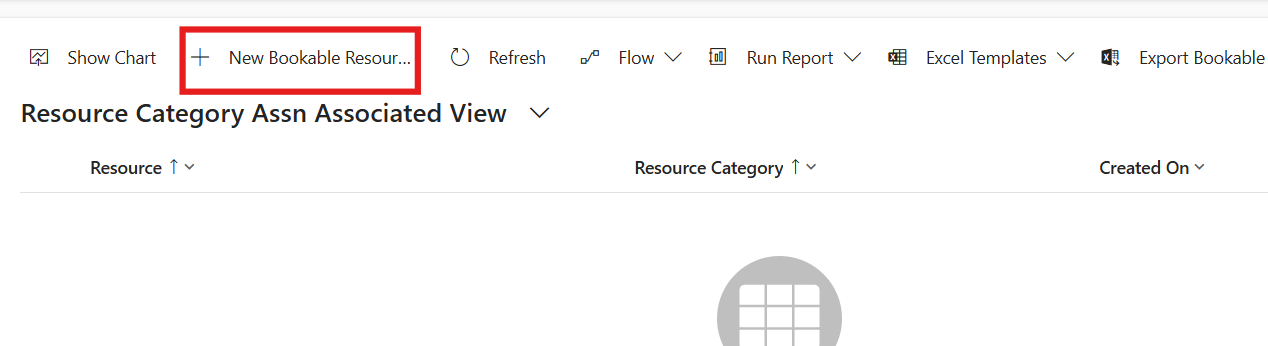 Show Chart New Bookable Resour... Refresh Flow Run Report Excel Templates Export Bookable
Resource Category Assn Associated View
Resource Resource Category Created On